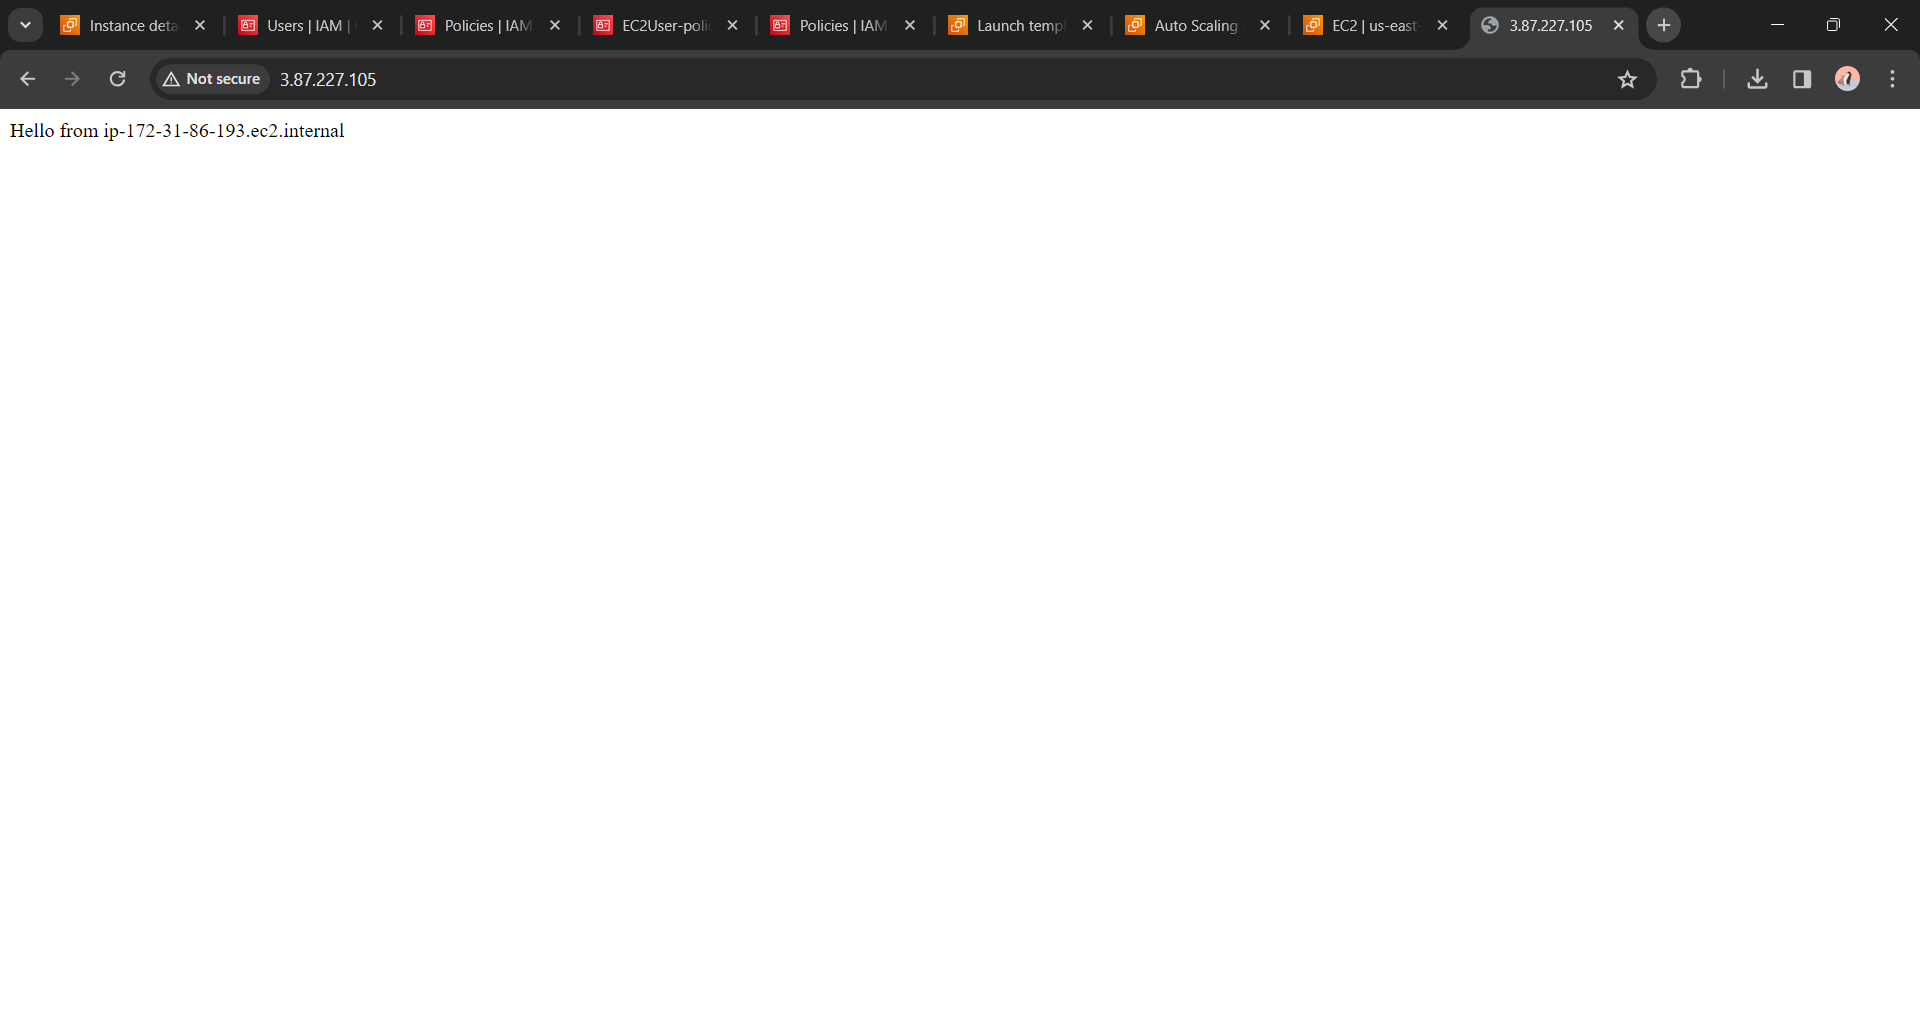 Instance deta
Users | IAM |
Policies | IAM
EC2User-poli
Policies | IAM
Launch templ
Auto Scaling
EC2 | us-east-
3.87.227.105
Not secure
3.87.227.105
Hello from ip-172-31-86-193.ec2.internal